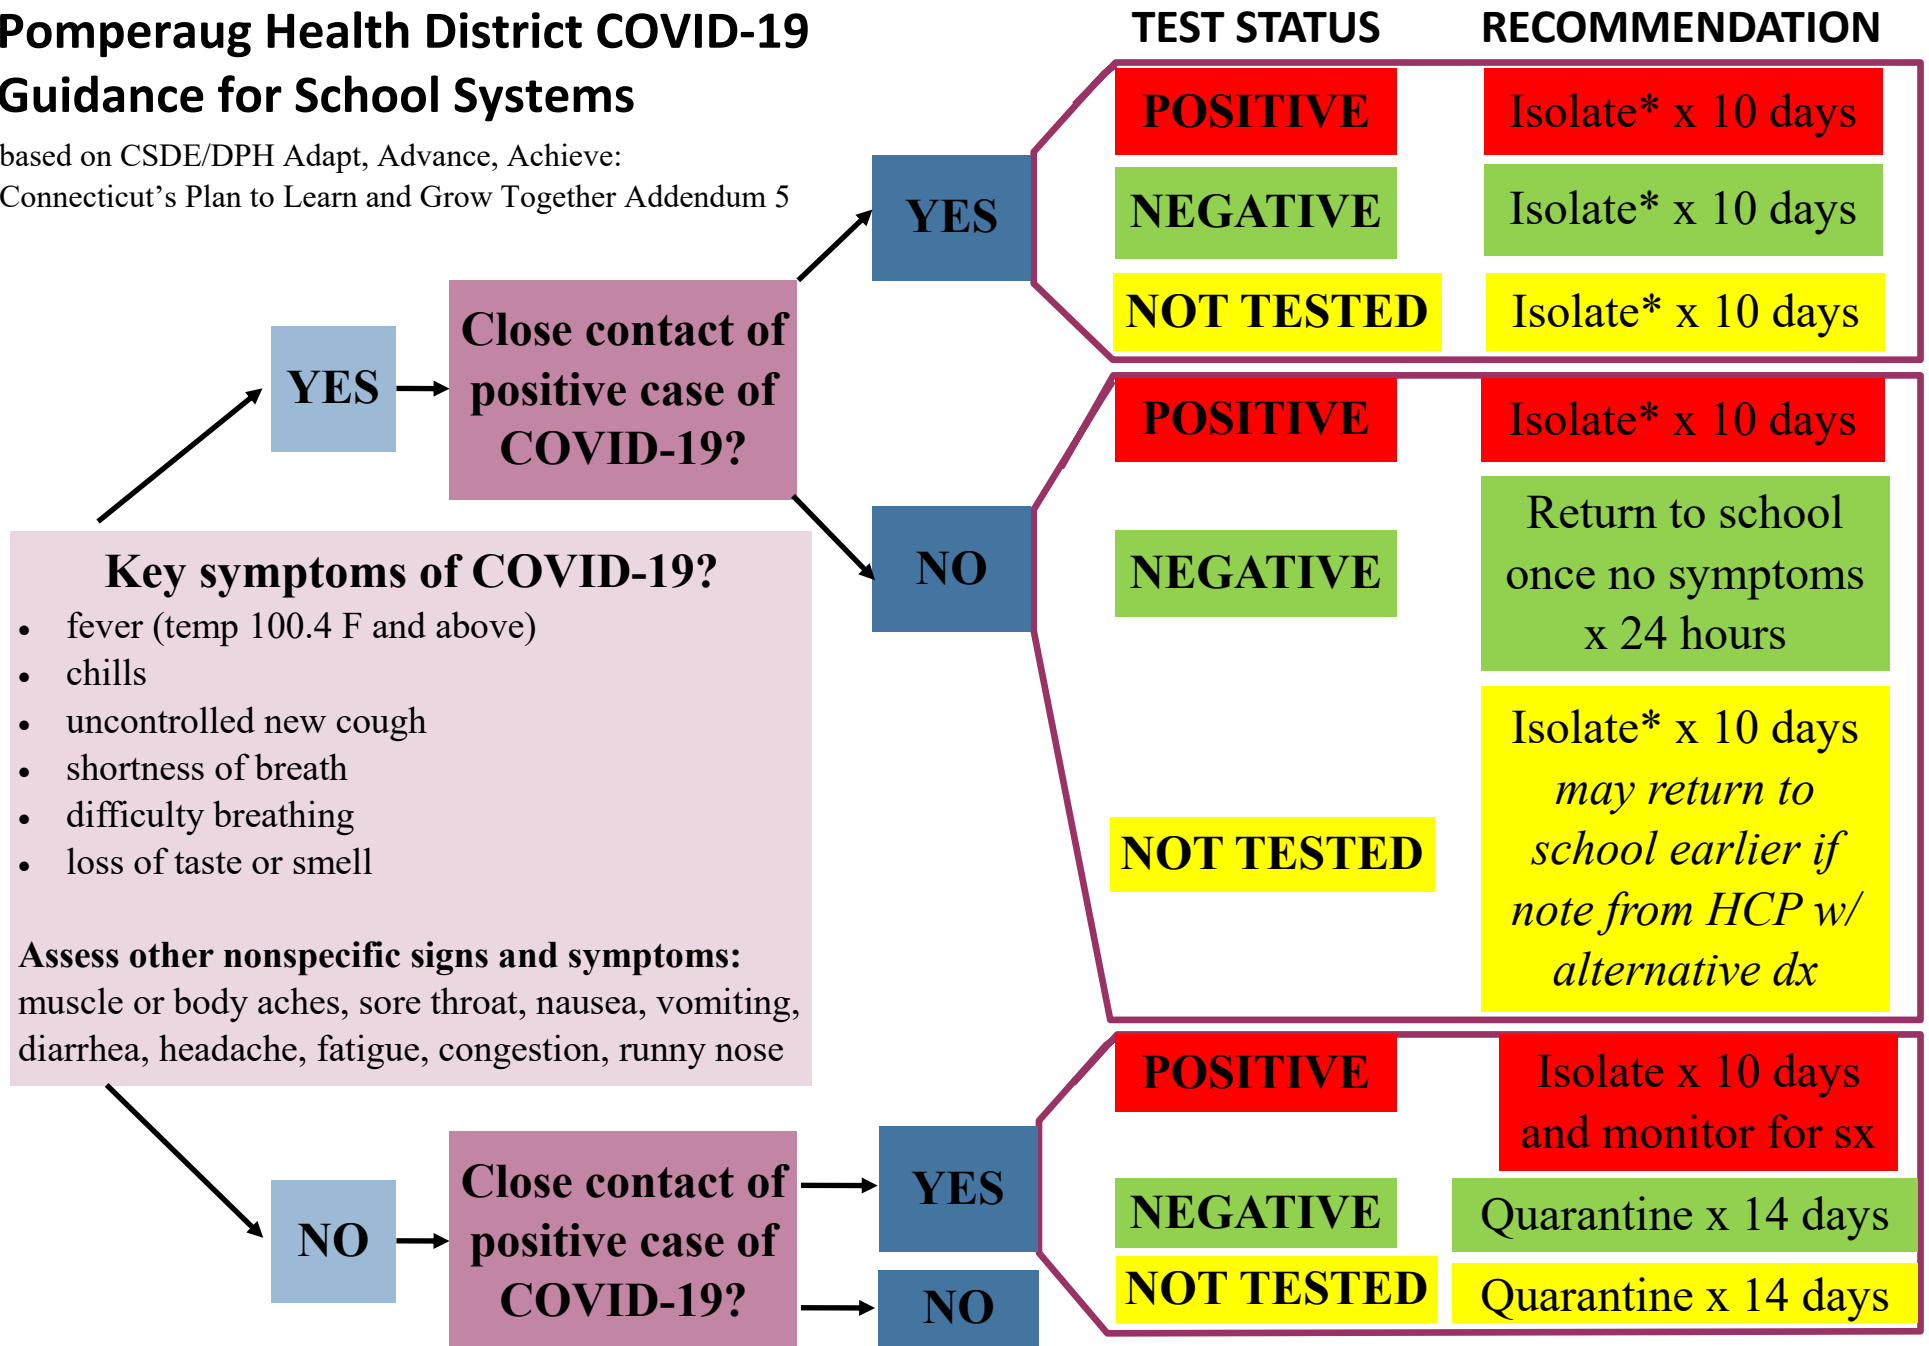 Pomperaug Health District COVID-19
Guidance for School Systems
based on CSDE/DPH Adapt, Advance, Achieve:
Connecticut's Plan to Learn and Grow Together Addendum 5
TEST STATUS
RECOMMENDATION
Key symptoms of COVID-19?
• fever (temp 100.4 F and above)
• chills
• uncontrolled new cough
• shortness of breath
• difficulty breathing
• loss of taste or smell
Assess other nonspecific signs and symptoms:
muscle or body aches, sore throat, nausea, vomiting,
diarrhea, headache, fatigue, congestion, runny nose
YES
Close contact of
positive case of
COVID-19?
YES
POSITIVE
Isolate* x 10 days
NEGATIVE
Isolate* x 10 days
NOT TESTED
Isolate* x 10 days
NO
POSITIVE
Isolate* x 10 days
NEGATIVE
Return to school
once no symptoms
x 24 hours
NOT TESTED
Isolate* x 10 days
may return to
school earlier if
note from HCP w/
alternative dx
NO
Close contact of
positive case of
COVID-19?
YES
POSITIVE
Isolate x 10 days
and monitor for sx
NEGATIVE
Quarantine x 14 days
NOT TESTED
Quarantine x 14 days
NO